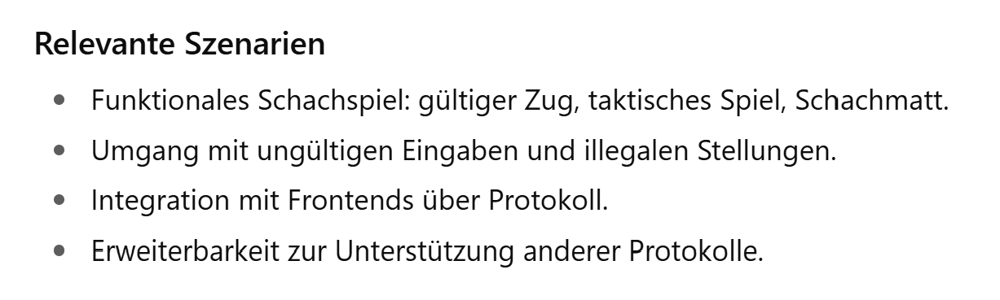 Relevante Szenarien
• Funktionales Schachspiel: gültiger Zug, taktisches Spiel, Schachmatt.
• Umgang mit ungültigen Eingaben und illegalen Stellungen.
• Integration mit Frontends über Protokoll.
• Erweiterbarkeit zur Unterstützung anderer Protokolle.